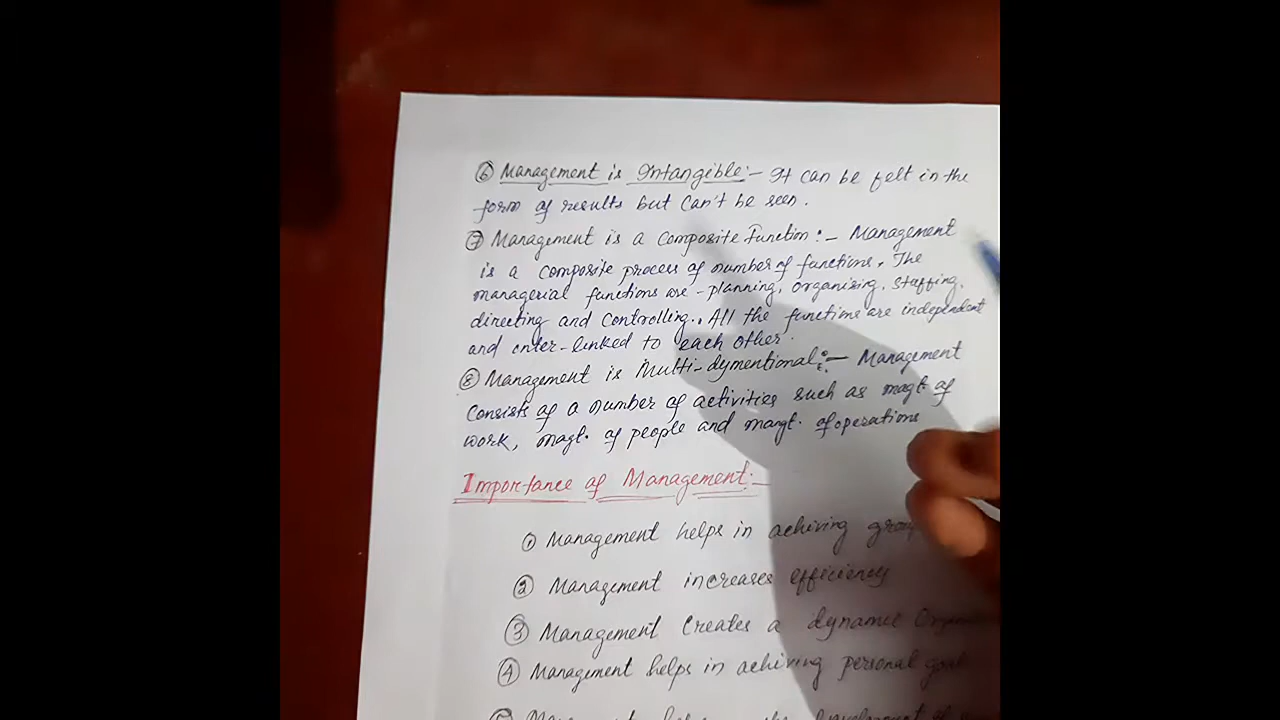 ⑥ Management is Intangible:- It can be felt in the
form of results but can't be seen.
⑦ Management is a Composite Function:- Management
is a composite process of number of functions. The
managerial functions are - planning, organising, staffing,
directing and controlling. All the functions are independent
and inter-linked to each other.
⑧ Management is Multi-dymentional:- Management
consists of a number of activities such as magt of
work, magt. of people and mangt. of operations
Importance of Management:-
① Management helps in achiving group
② Management increases efficiency
③ Management Creates a dynamic
④ Management helps in achiving personal goal
⑤ Management